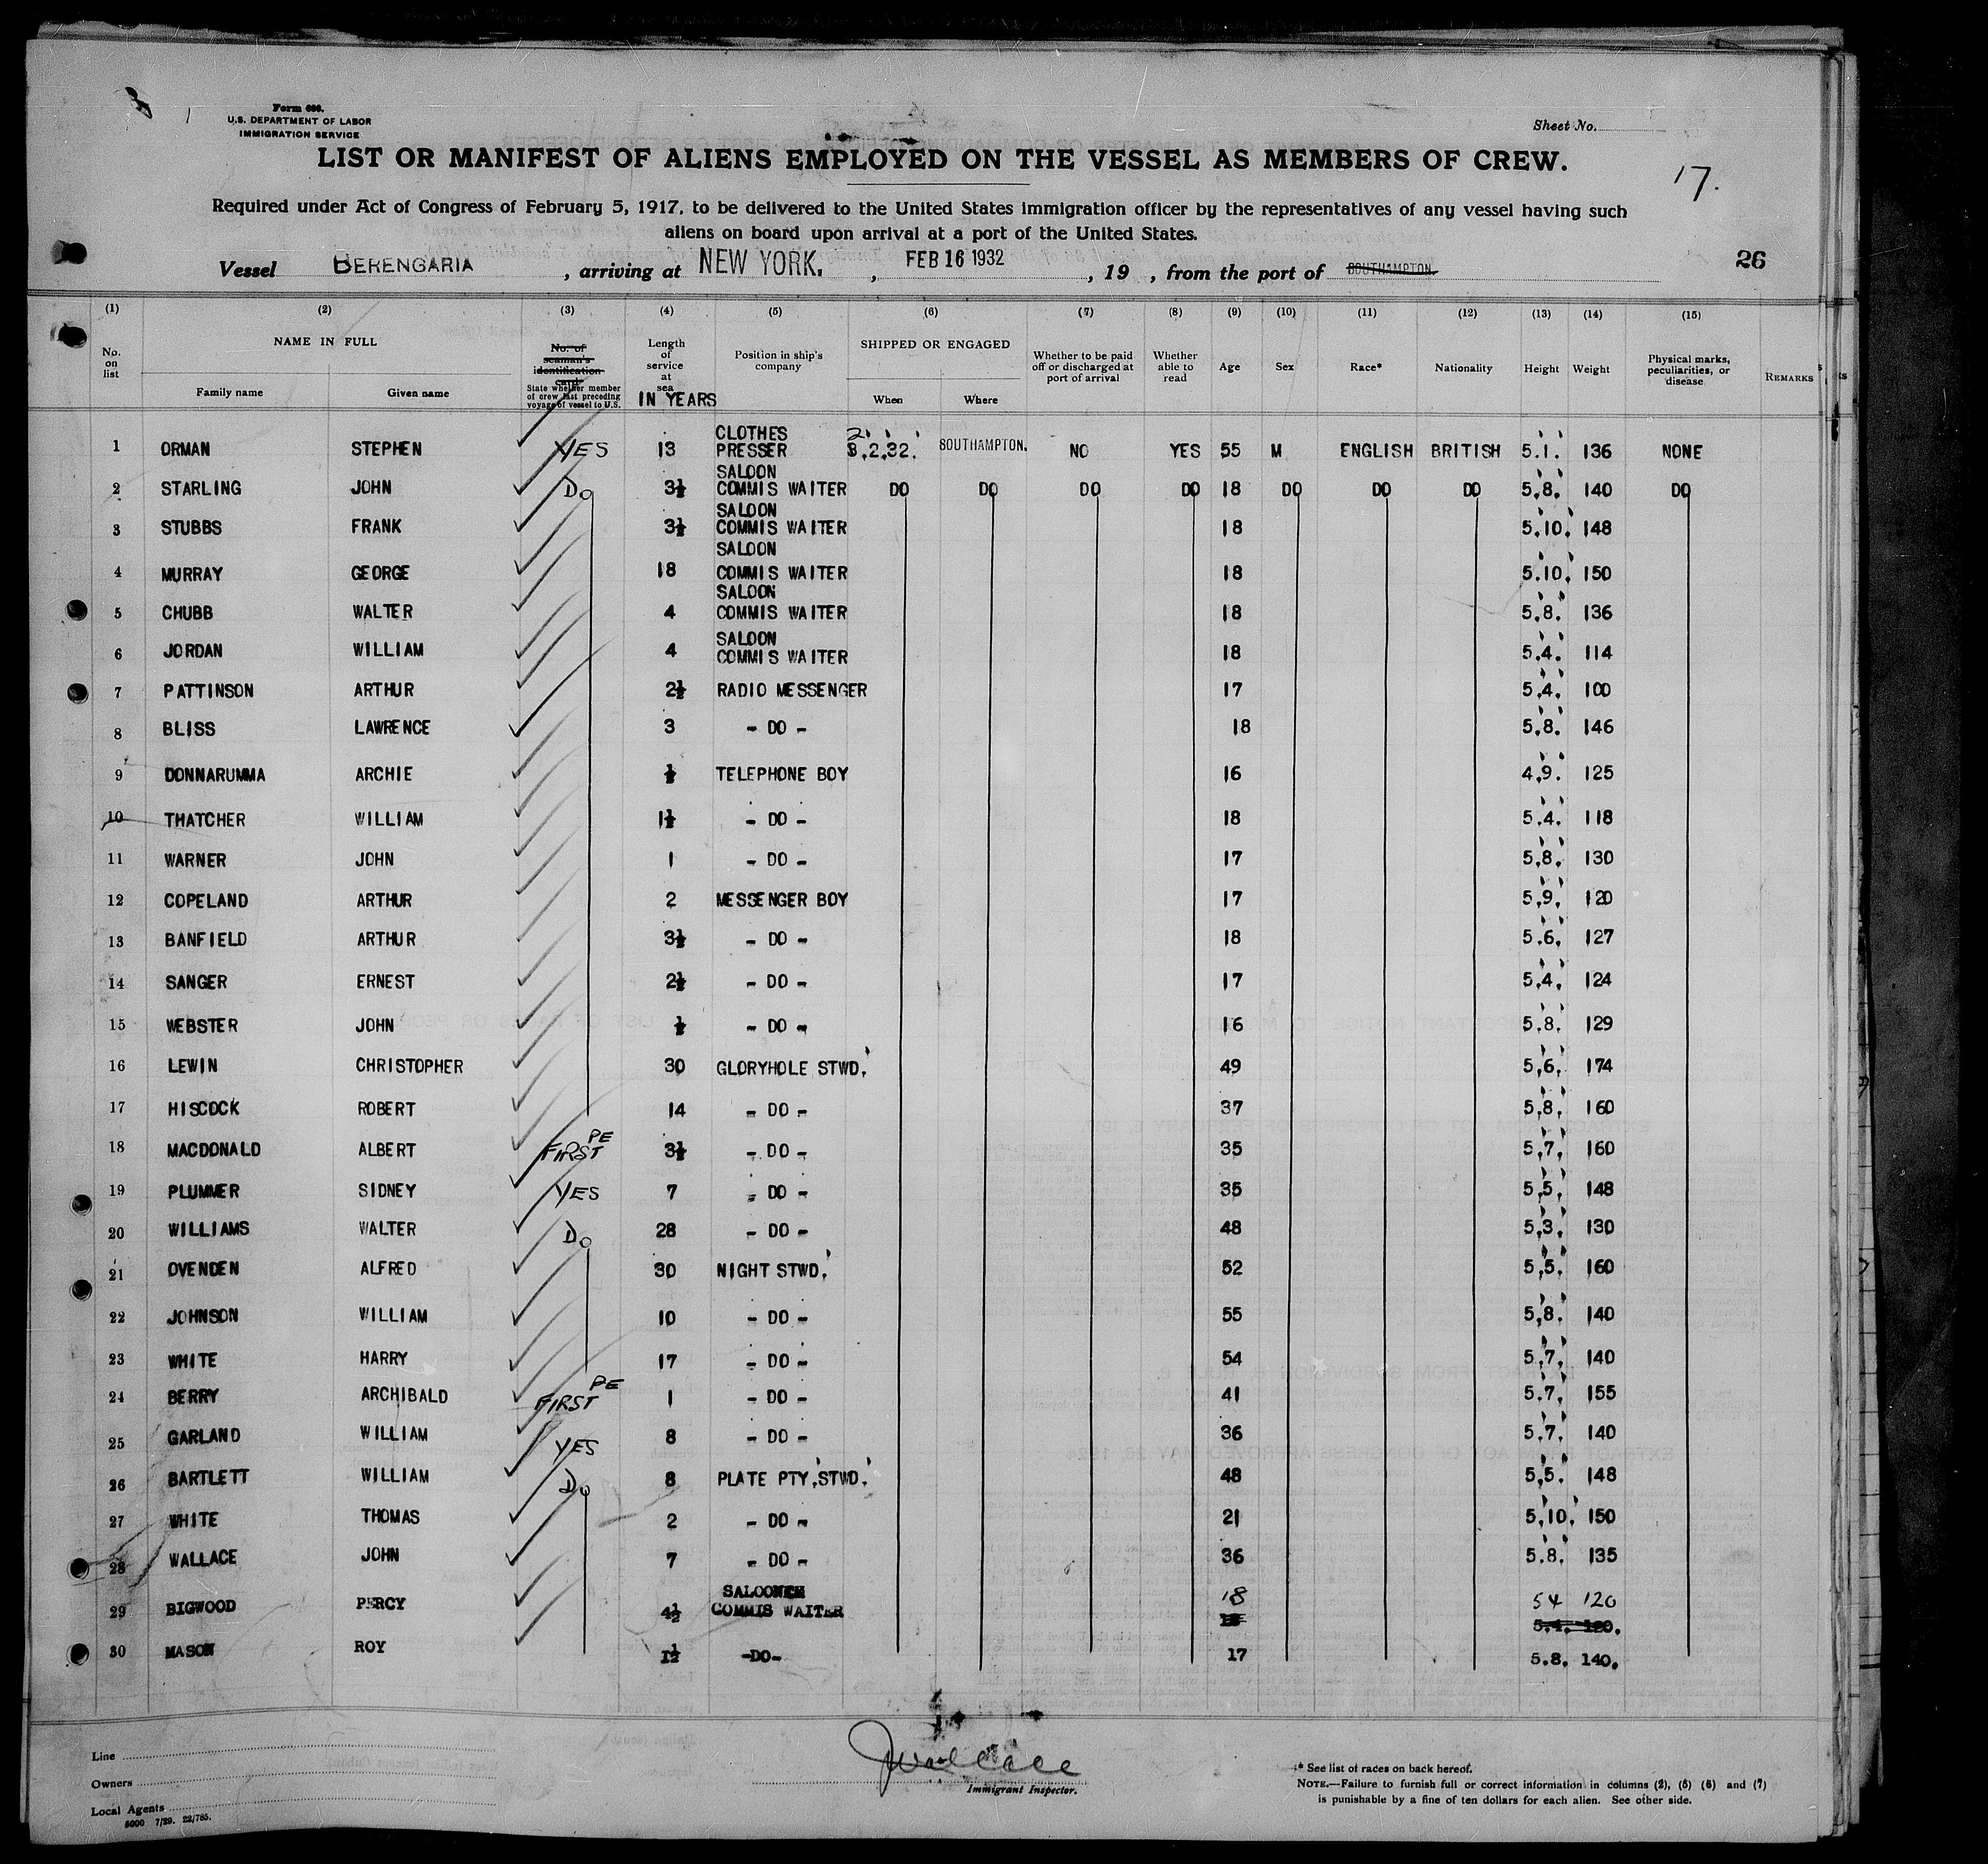 Form 680.
U.S. DEPARTMENT OF LABOR
IMMIGRATION SERVICE
Sheet No.
LIST OR MANIFEST OF ALIENS EMPLOYED ON THE VESSEL AS MEMBERS OF CREW.
17.
Required under Act of Congress of February 5, 1917, to be delivered to the United States immigration officer by the representatives of any vessel having such
aliens on board upon arrival at a port of the United States.
Vessel BERENGARIA, arriving at NEW YORK, FEB 16 1932, 19 , from the port of SOUTHAMPTON. 26
(1) (2) (3) (4) (5) (6) (7) (8) (9) (10) (11) (12) (13) (14) (15)
No. on list NAME IN FULL Family name Given name No. of seaman's identification card State whether member of crew last preceding voyage of vessel to U.S. Length of service at sea IN YEARS Position in ship's company SHIPPED OR ENGAGED When Where Whether to be paid off or discharged at port of arrival Whether able to read Age Sex Race* Nationality Height Weight Physical marks, peculiarities, or disease REMARKS
1 ORMAN STEPHEN YES 13 CLOTHES PRESSER 2.32. SOUTHAMPTON. NO YES 55 M ENGLISH BRITISH 5.1. 136 NONE
2 STARLING JOHN Do 3½ SALOON COMMIS WAITER DO DO DO DO 18 DO DO DO 5.8. 140 DO
3 STUBBS FRANK 3½ SALOON COMMIS WAITER 18 5.10. 148
4 MURRAY GEORGE 18 SALOON COMMIS WAITER 18 5.10. 150
5 CHUBB WALTER 4 SALOON COMMIS WAITER 18 5.8. 136
6 JORDAN WILLIAM 4 SALOON COMMIS WAITER 18 5.4. 114
7 PATTINSON ARTHUR 2½ RADIO MESSENGER 17 5.4. 100
8 BLISS LAWRENCE 3 - DO - 18 5.8. 146
9 DONNARUMMA ARCHIE ½ TELEPHONE BOY 16 4.9. 125
10 THATCHER WILLIAM 1½ - DO - 18 5.4. 118
11 WARNER JOHN 1 - DO - 17 5.8. 130
12 COPELAND ARTHUR 2 MESSENGER BOY 17 5.9. 120
13 BANFIELD ARTHUR 3½ - DO - 18 5.6. 127
14 SANGER ERNEST 2½ - DO - 17 5.4. 124
15 WEBSTER JOHN ½ - DO - 16 5.8. 129
16 LEWIN CHRISTOPHER 30 GLORYHOLE STWD. 49 5.6. 174
17 HISCOCK ROBERT 14 - DO - 37 5.8. 160
18 MACDONALD ALBERT FIRST PE 3½ - DO - 35 5.7. 160
19 PLUMMER SIDNEY YES 7 - DO - 35 5.5. 148
20 WILLIAMS WALTER Do 28 - DO - 48 5.3. 130
21 OVENDEN ALFRED 30 NIGHT STWD. 52 5.5. 160
22 JOHNSON WILLIAM 10 - DO - 55 5.8. 140
23 WHITE HARRY 17 - DO - 54 5.7. 140
24 BERRY ARCHIBALD FIRST PE 1 - DO - 41 5.7. 155
25 GARLAND WILLIAM YES 8 - DO - 36 5.7. 140
26 BARTLETT WILLIAM Do 8 PLATE PTY.STWD. 48 5.5. 148
27 WHITE THOMAS 2 - DO - 21 5.10. 150
28 WALLACE JOHN 7 - DO - 36 5.8. 135
29 BIGWOOD PERCY 4½ SALOON COMMIS WAITER 18 54 120 5.4. 120.
30 MASON ROY 1½ -DO- 17 5.8. 140.
Line
Owners
Local Agents
5000 7/29. 22/785.
JWallace
Immigrant Inspector.
* See list of races on back hereof.
NOTE.—Failure to furnish full or correct information in columns (2), (5) (6) and (7)
is punishable by a fine of ten dollars for each alien. See other side.